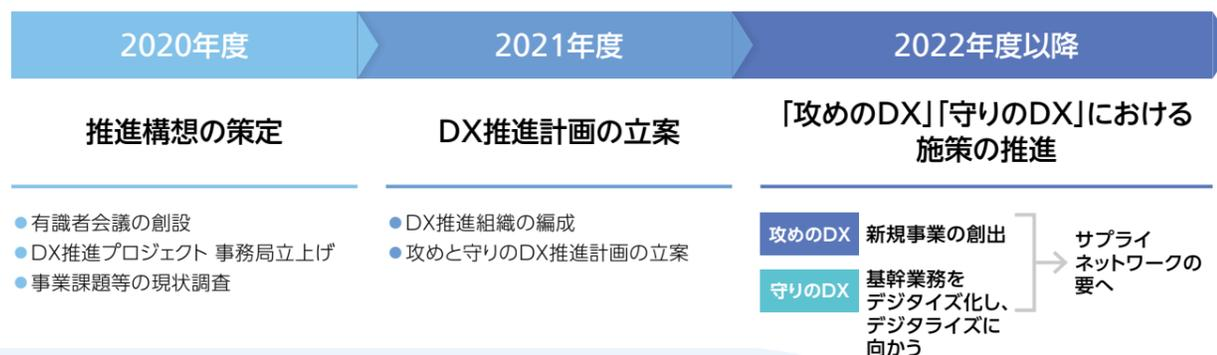 2020年度
推進構想の策定
●有識者会議の創設
●DX推進プロジェクト 事務局立上げ
●事業課題等の現状調査
2021年度
DX推進計画の立案
●DX推進組織の編成
●攻めと守りのDX推進計画の立案
2022年度以降
「攻めのDX」「守りのDX」における
施策の推進
攻めのDX
新規事業の創出
守りのDX
基幹業務を
デジタイズ化し、
デジタライズに
向かう
サプライ
ネットワークの
要へ